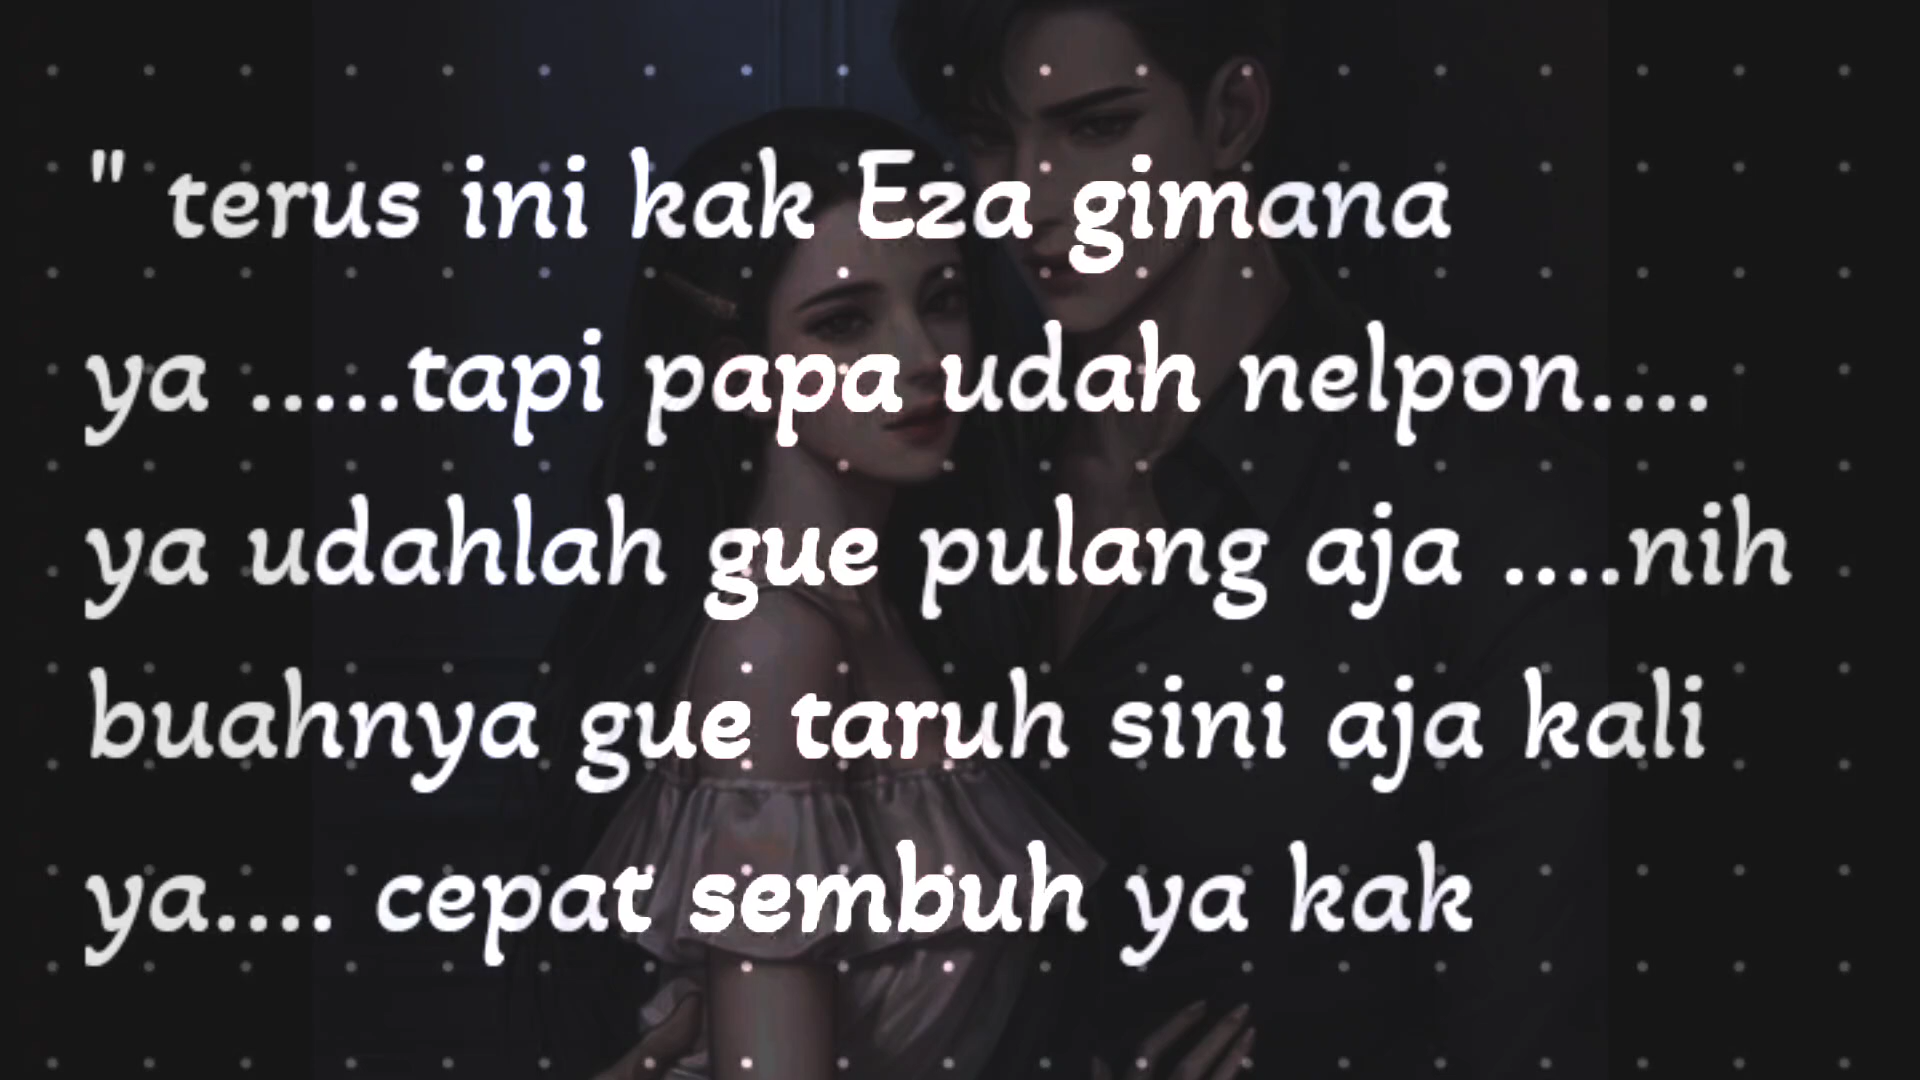 " terus ini kak Eza gimana
ya .....tapi papa udah nelpon....
ya udahlah gue pulang aja ....nih
buahnya gue taruh sini aja kali
ya.... cepat sembuh ya kak